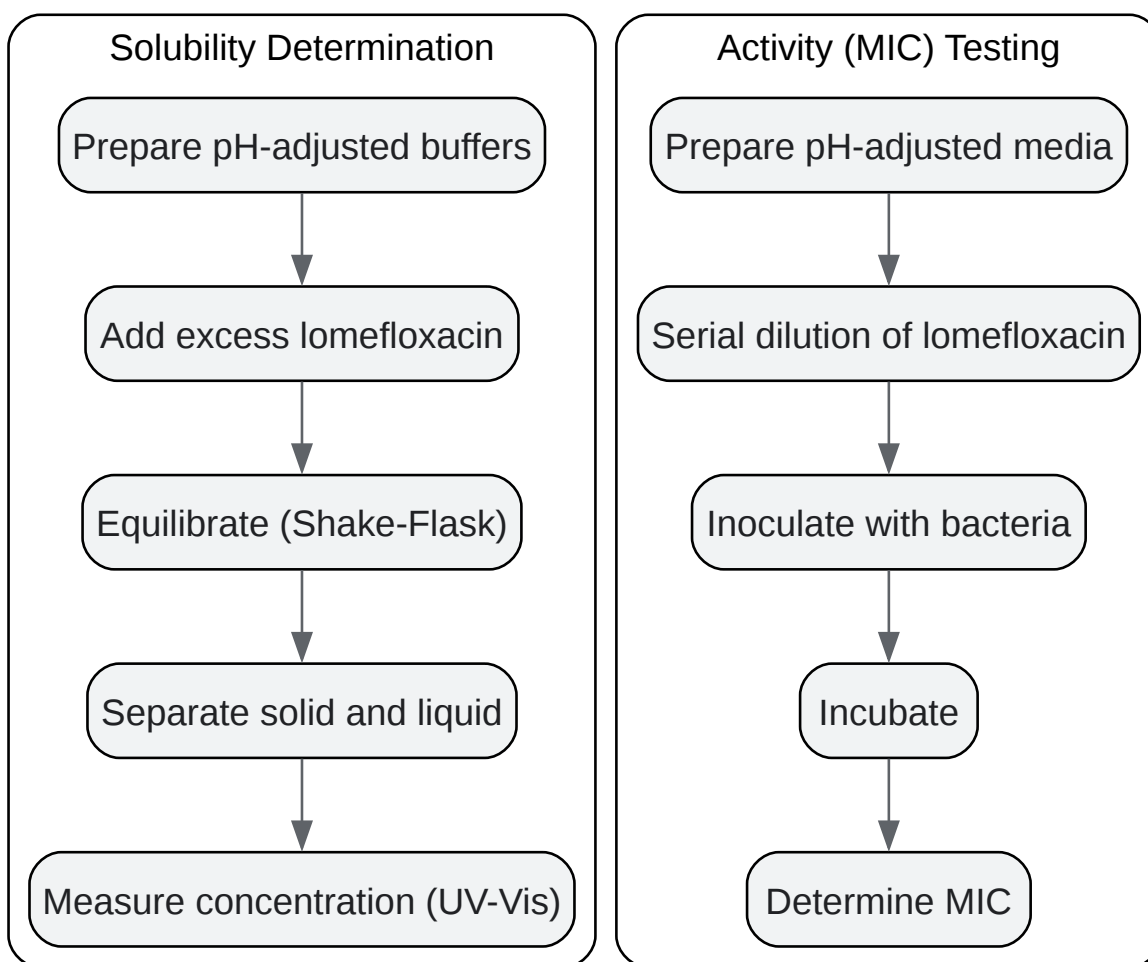 Solubility Determination
Prepare pH-adjusted buffers
Add excess lomefloxacin
Equilibrate (Shake-Flask)
Separate solid and liquid
Measure concentration (UV-Vis)
Activity (MIC) Testing
Prepare pH-adjusted media
Serial dilution of lomefloxacin
Inoculate with bacteria
Incubate
Determine MIC